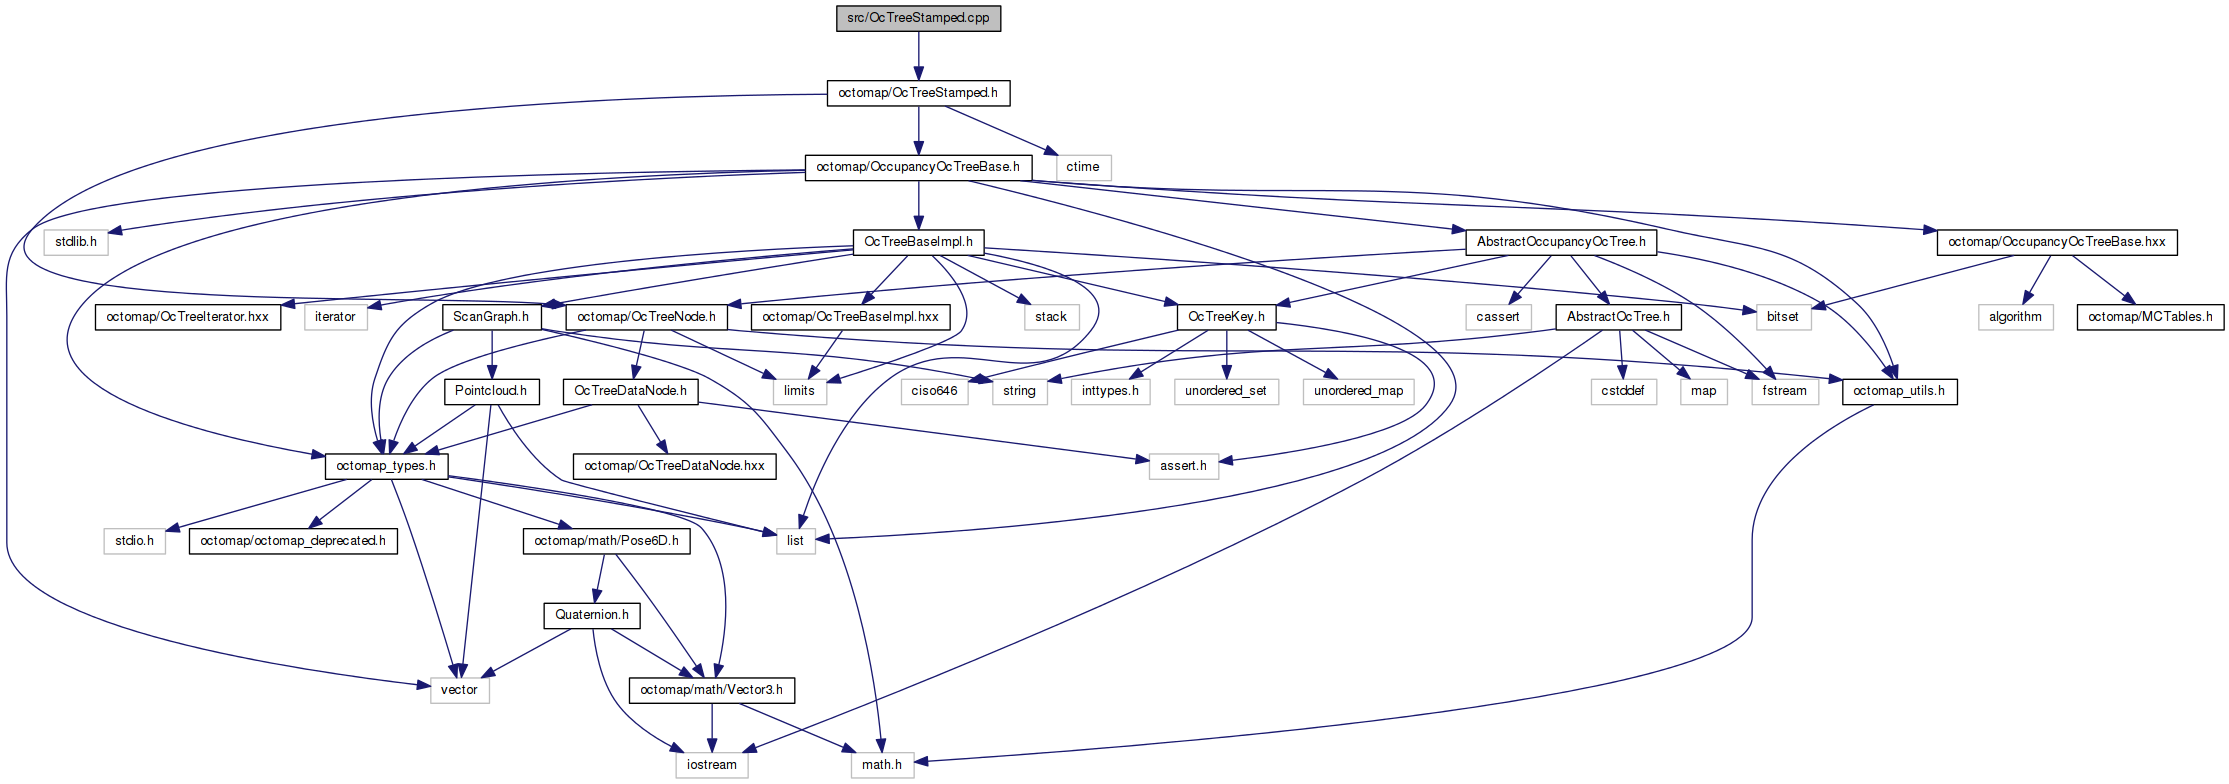 src/OcTreeStamped.cpp
octomap/OcTreeStamped.h
octomap/OccupancyOcTreeBase.h
ctime
stdlib.h
OcTreeBaseImpl.h
AbstractOccupancyOcTree.h
octomap/OccupancyOcTreeBase.hxx
octomap/OcTreeIterator.hxx
iterator
ScanGraph.h
octomap/OcTreeNode.h
octomap/OcTreeBaseImpl.hxx
stack
OcTreeKey.h
cassert
AbstractOcTree.h
bitset
algorithm
octomap/MCTables.h
Pointcloud.h
OcTreeDataNode.h
limits
ciso646
string
inttypes.h
unordered_set
unordered_map
cstddef
map
fstream
octomap_utils.h
octomap_types.h
octomap/OcTreeDataNode.hxx
assert.h
stdio.h
octomap/octomap_deprecated.h
octomap/math/Pose6D.h
list
Quaternion.h
vector
octomap/math/Vector3.h
iostream
math.h